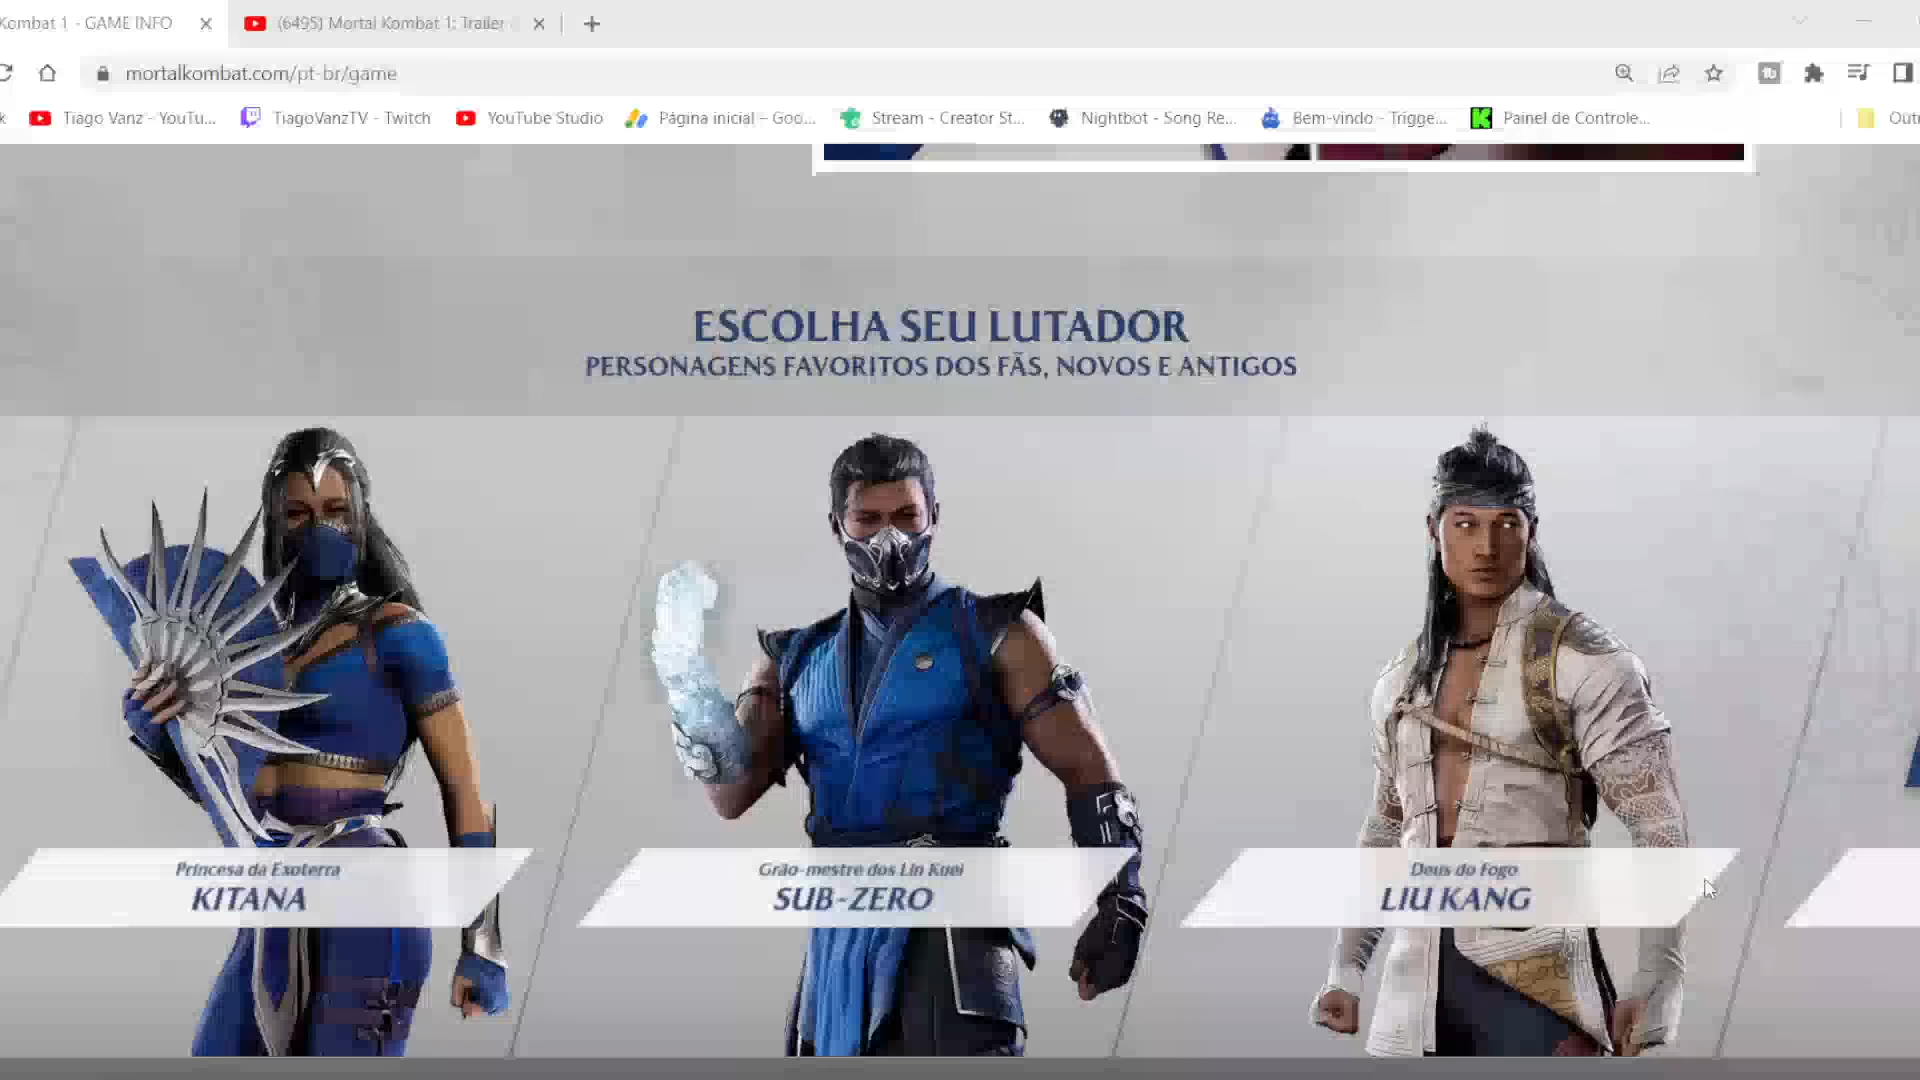 Kombat 1 - GAME INFO
(6495) Mortal Kombat 1: Trailer
mortalkombat.com/pt-br/game
k
Tiago Vanz - YouTu...
TiagoVanzTV - Twitch
YouTube Studio
Página inicial – Goo...
Stream - Creator St...
Nightbot - Song Re...
Bem-vindo - Trigge...
Painel de Controle...
Outr
ESCOLHA SEU LUTADOR
PERSONAGENS FAVORITOS DOS FÃS, NOVOS E ANTIGOS
Princesa da Exoterra
KITANA
Grão-mestre dos Lin Kuei
SUB-ZERO
Deus do Fogo
LIU KANG